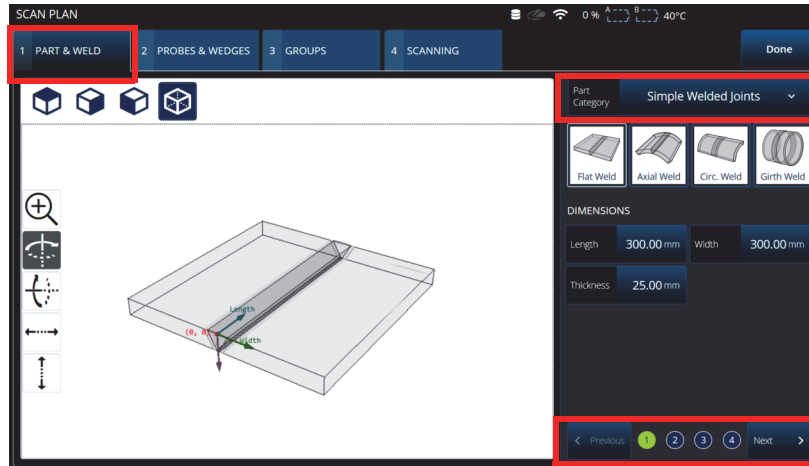 SCAN PLAN
0 % A B 40°C
1 PART & WELD 2 PROBES & WEDGES 3 GROUPS 4 SCANNING Done
Part Category Simple Welded Joints
Flat Weld Axial Weld Circ. Weld Girth Weld
DIMENSIONS
Length 300.00 mm Width 300.00 mm
Thickness 25.00 mm
Length
(0, 0)
Width
< Previous 1 2 3 4 Next >